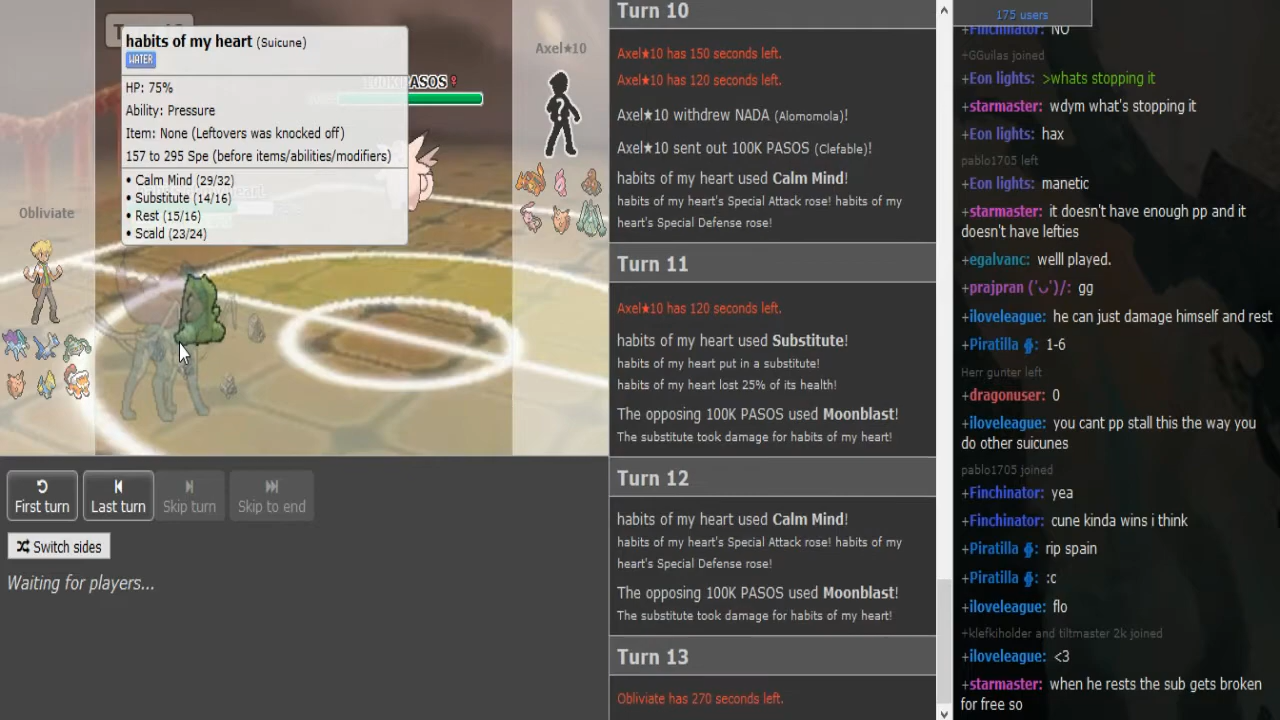 habits of my heart (Suicune)
WATER
HP: 75%
Ability: Pressure
Item: None (Leftovers was knocked off)
157 to 295 Spe (before items/abilities/modifiers)
• Calm Mind (29/32)
• Substitute (14/16)
• Rest (15/16)
• Scald (23/24)
100K PASOS ♀
Obliviate
Axel★10
First turn
Last turn
Skip turn
Skip to end
Switch sides
Waiting for players...
Turn 10
Axel★10 has 150 seconds left.
Axel★10 has 120 seconds left.
Axel★10 withdrew NADA (Alomomola)!
Axel★10 sent out 100K PASOS (Clefable)!
habits of my heart used Calm Mind!
habits of my heart's Special Attack rose! habits of my
heart's Special Defense rose!
Turn 11
Axel★10 has 120 seconds left.
habits of my heart used Substitute!
habits of my heart put in a substitute!
habits of my heart lost 25% of its health!
The opposing 100K PASOS used Moonblast!
The substitute took damage for habits of my heart!
Turn 12
habits of my heart used Calm Mind!
habits of my heart's Special Attack rose! habits of my
heart's Special Defense rose!
The opposing 100K PASOS used Moonblast!
The substitute took damage for habits of my heart!
Turn 13
Obliviate has 270 seconds left.
175 users
+Finchinator: NO
+GGuilas joined
+Eon lights: >whats stopping it
+starmaster: wdym what's stopping it
+Eon lights: hax
pablo1705 left
+Eon lights: manetic
+starmaster: it doesn't have enough pp and it
doesn't have lefties
+egalvanc: welll played.
+prajpran (˘ᴗ˘)/: gg
+iloveleague: he can just damage himself and rest
+Piratilla: 1-6
Herr gunter left
+dragonuser: 0
+iloveleague: you cant pp stall this the way you
do other suicunes
pablo1705 joined
+Finchinator: yea
+Finchinator: cune kinda wins i think
+Piratilla: rip spain
+Piratilla: :c
+iloveleague: flo
+klefkiholder and tiltmaster 2k joined
+iloveleague: <3
+starmaster: when he rests the sub gets broken
for free so